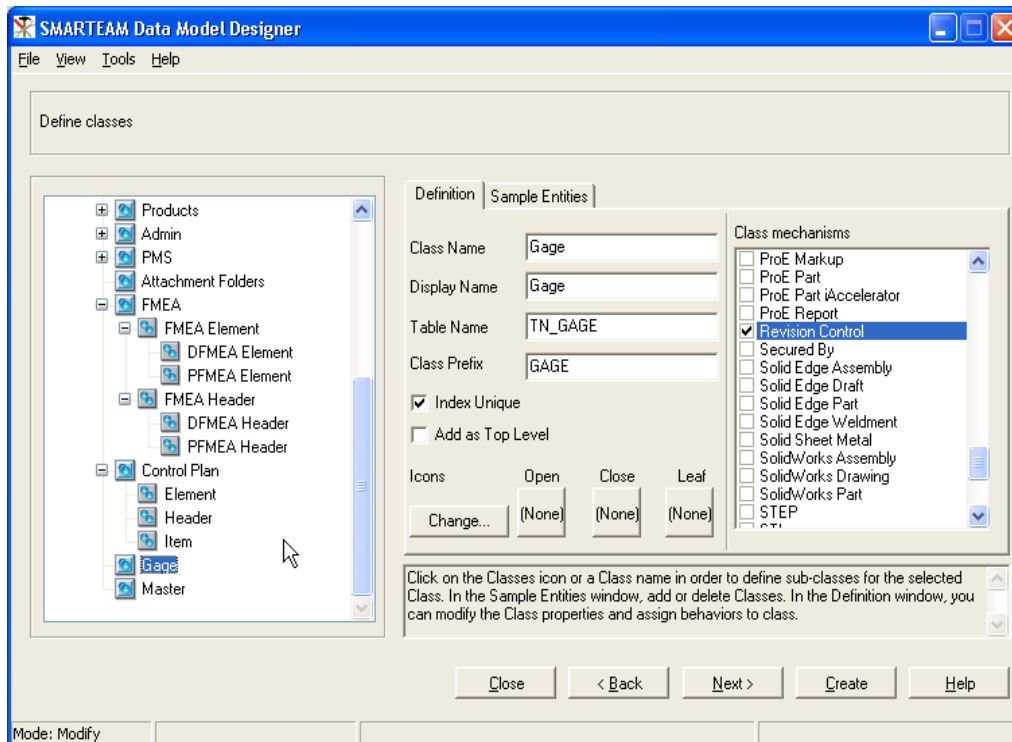 SMARTEAM Data Model Designer
File View Tools Help
Define classes
Products
Admin
PMS
Attachment Folders
FMEA
FMEA Element
DFMEA Element
PFMEA Element
FMEA Header
DFMEA Header
PFMEA Header
Control Plan
Element
Header
Item
Gage
Master
Definition Sample Entities
Class Name Gage
Display Name Gage
Table Name TN_GAGE
Class Prefix GAGE
Index Unique
Add as Top Level
Icons Open Close Leaf
Change... (None) (None) (None)
Class mechanisms
ProE Markup
ProE Part
ProE Part iAccelerator
ProE Report
Revision Control
Secured By
Solid Edge Assembly
Solid Edge Draft
Solid Edge Part
Solid Edge Weldment
Solid Sheet Metal
SolidWorks Assembly
SolidWorks Drawing
SolidWorks Part
STEP
Click on the Classes icon or a Class name in order to define sub-classes for the selected
Class. In the Sample Entities window, add or delete Classes. In the Definition window, you
can modify the Class properties and assign behaviors to class.
Close < Back Next > Create Help
Mode: Modify